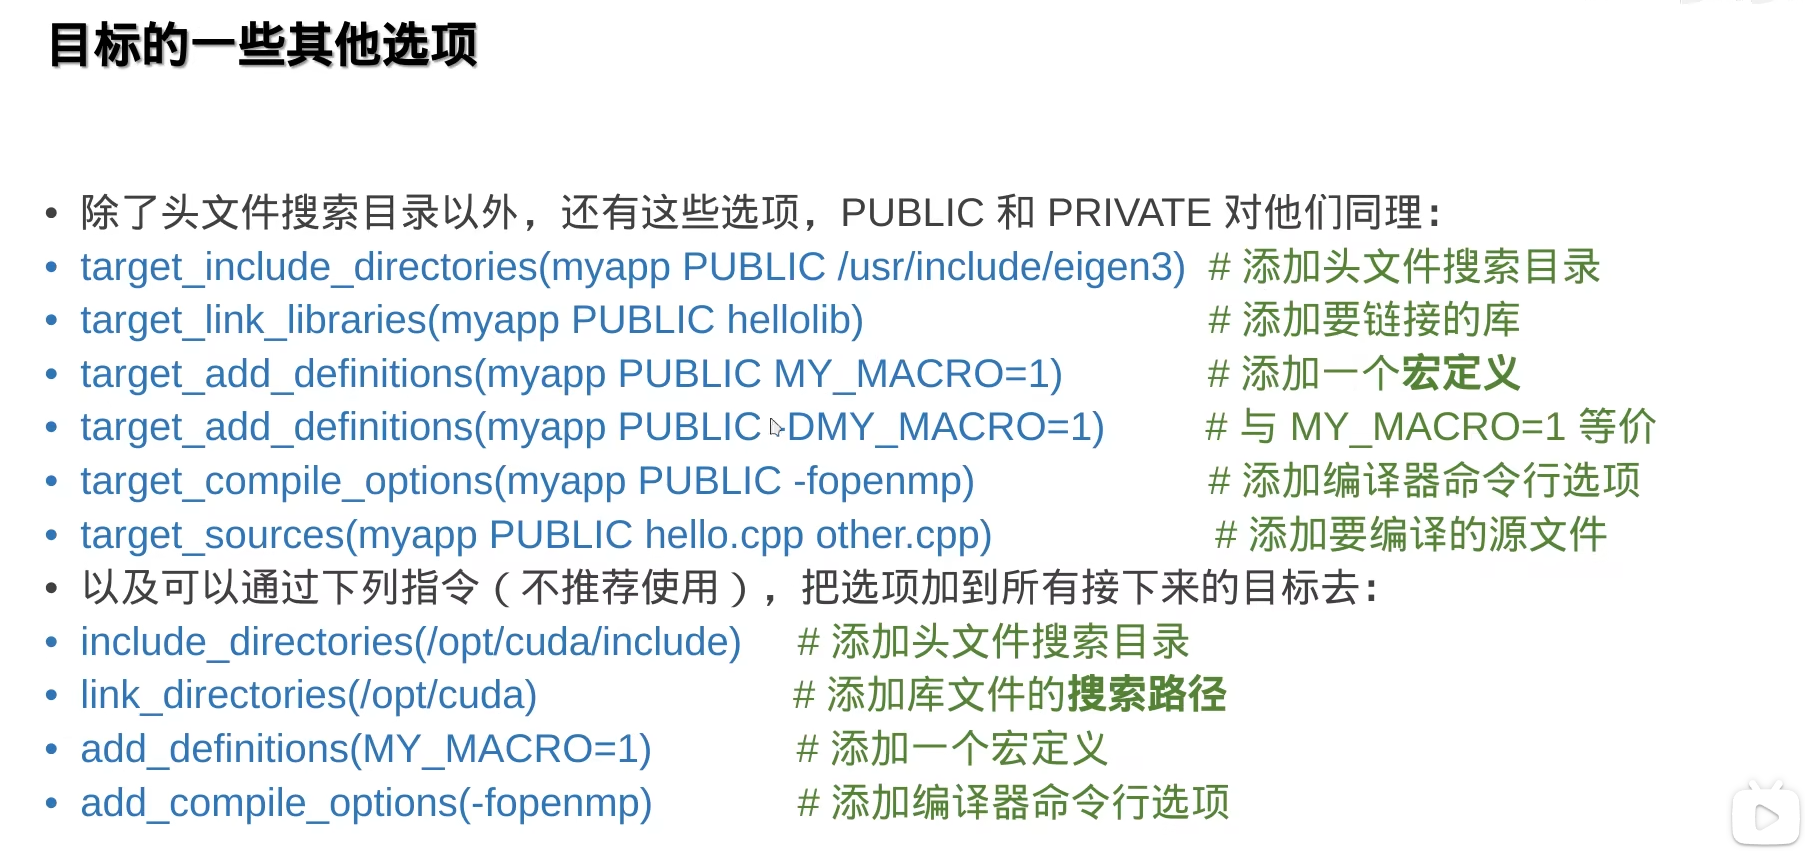 目标的一些其他选项
• 除了头文件搜索目录以外，还有这些选项，PUBLIC 和 PRIVATE 对他们同理：
• target_include_directories(myapp PUBLIC /usr/include/eigen3) # 添加头文件搜索目录
• target_link_libraries(myapp PUBLIC hellolib) # 添加要链接的库
• target_add_definitions(myapp PUBLIC MY_MACRO=1) # 添加一个宏定义
• target_add_definitions(myapp PUBLIC -DMY_MACRO=1) # 与 MY_MACRO=1 等价
• target_compile_options(myapp PUBLIC -fopenmp) # 添加编译器命令行选项
• target_sources(myapp PUBLIC hello.cpp other.cpp) # 添加要编译的源文件
• 以及可以通过下列指令（不推荐使用），把选项加到所有接下来的目标去：
• include_directories(/opt/cuda/include) # 添加头文件搜索目录
• link_directories(/opt/cuda) # 添加库文件的搜索路径
• add_definitions(MY_MACRO=1) # 添加一个宏定义
• add_compile_options(-fopenmp) # 添加编译器命令行选项